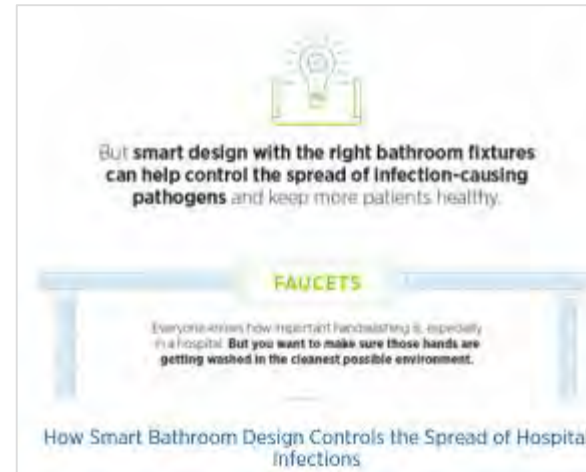 But smart design with the right bathroom fixtures
can help control the spread of infection-causing
pathogens and keep more patients healthy.
FAUCETS
Everyone knows how important handwashing is, especially
in a hospital. But you want to make sure those hands are
getting washed in the cleanest possible environment.
How Smart Bathroom Design Controls the Spread of Hospital
Infections